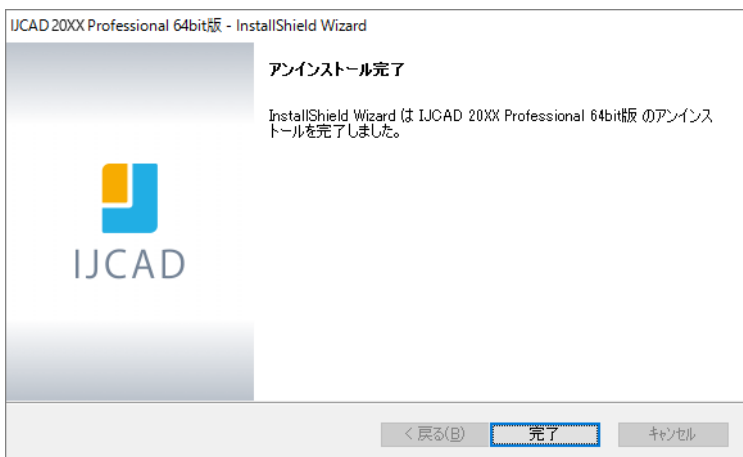 IJCAD 20XX Professional 64bit版 - InstallShield Wizard
アンインストール完了
InstallShield Wizard は IJCAD 20XX Professional 64bit版 のアンインス
トールを完了しました。
IJCAD
< 戻る(B)
完了
キャンセル